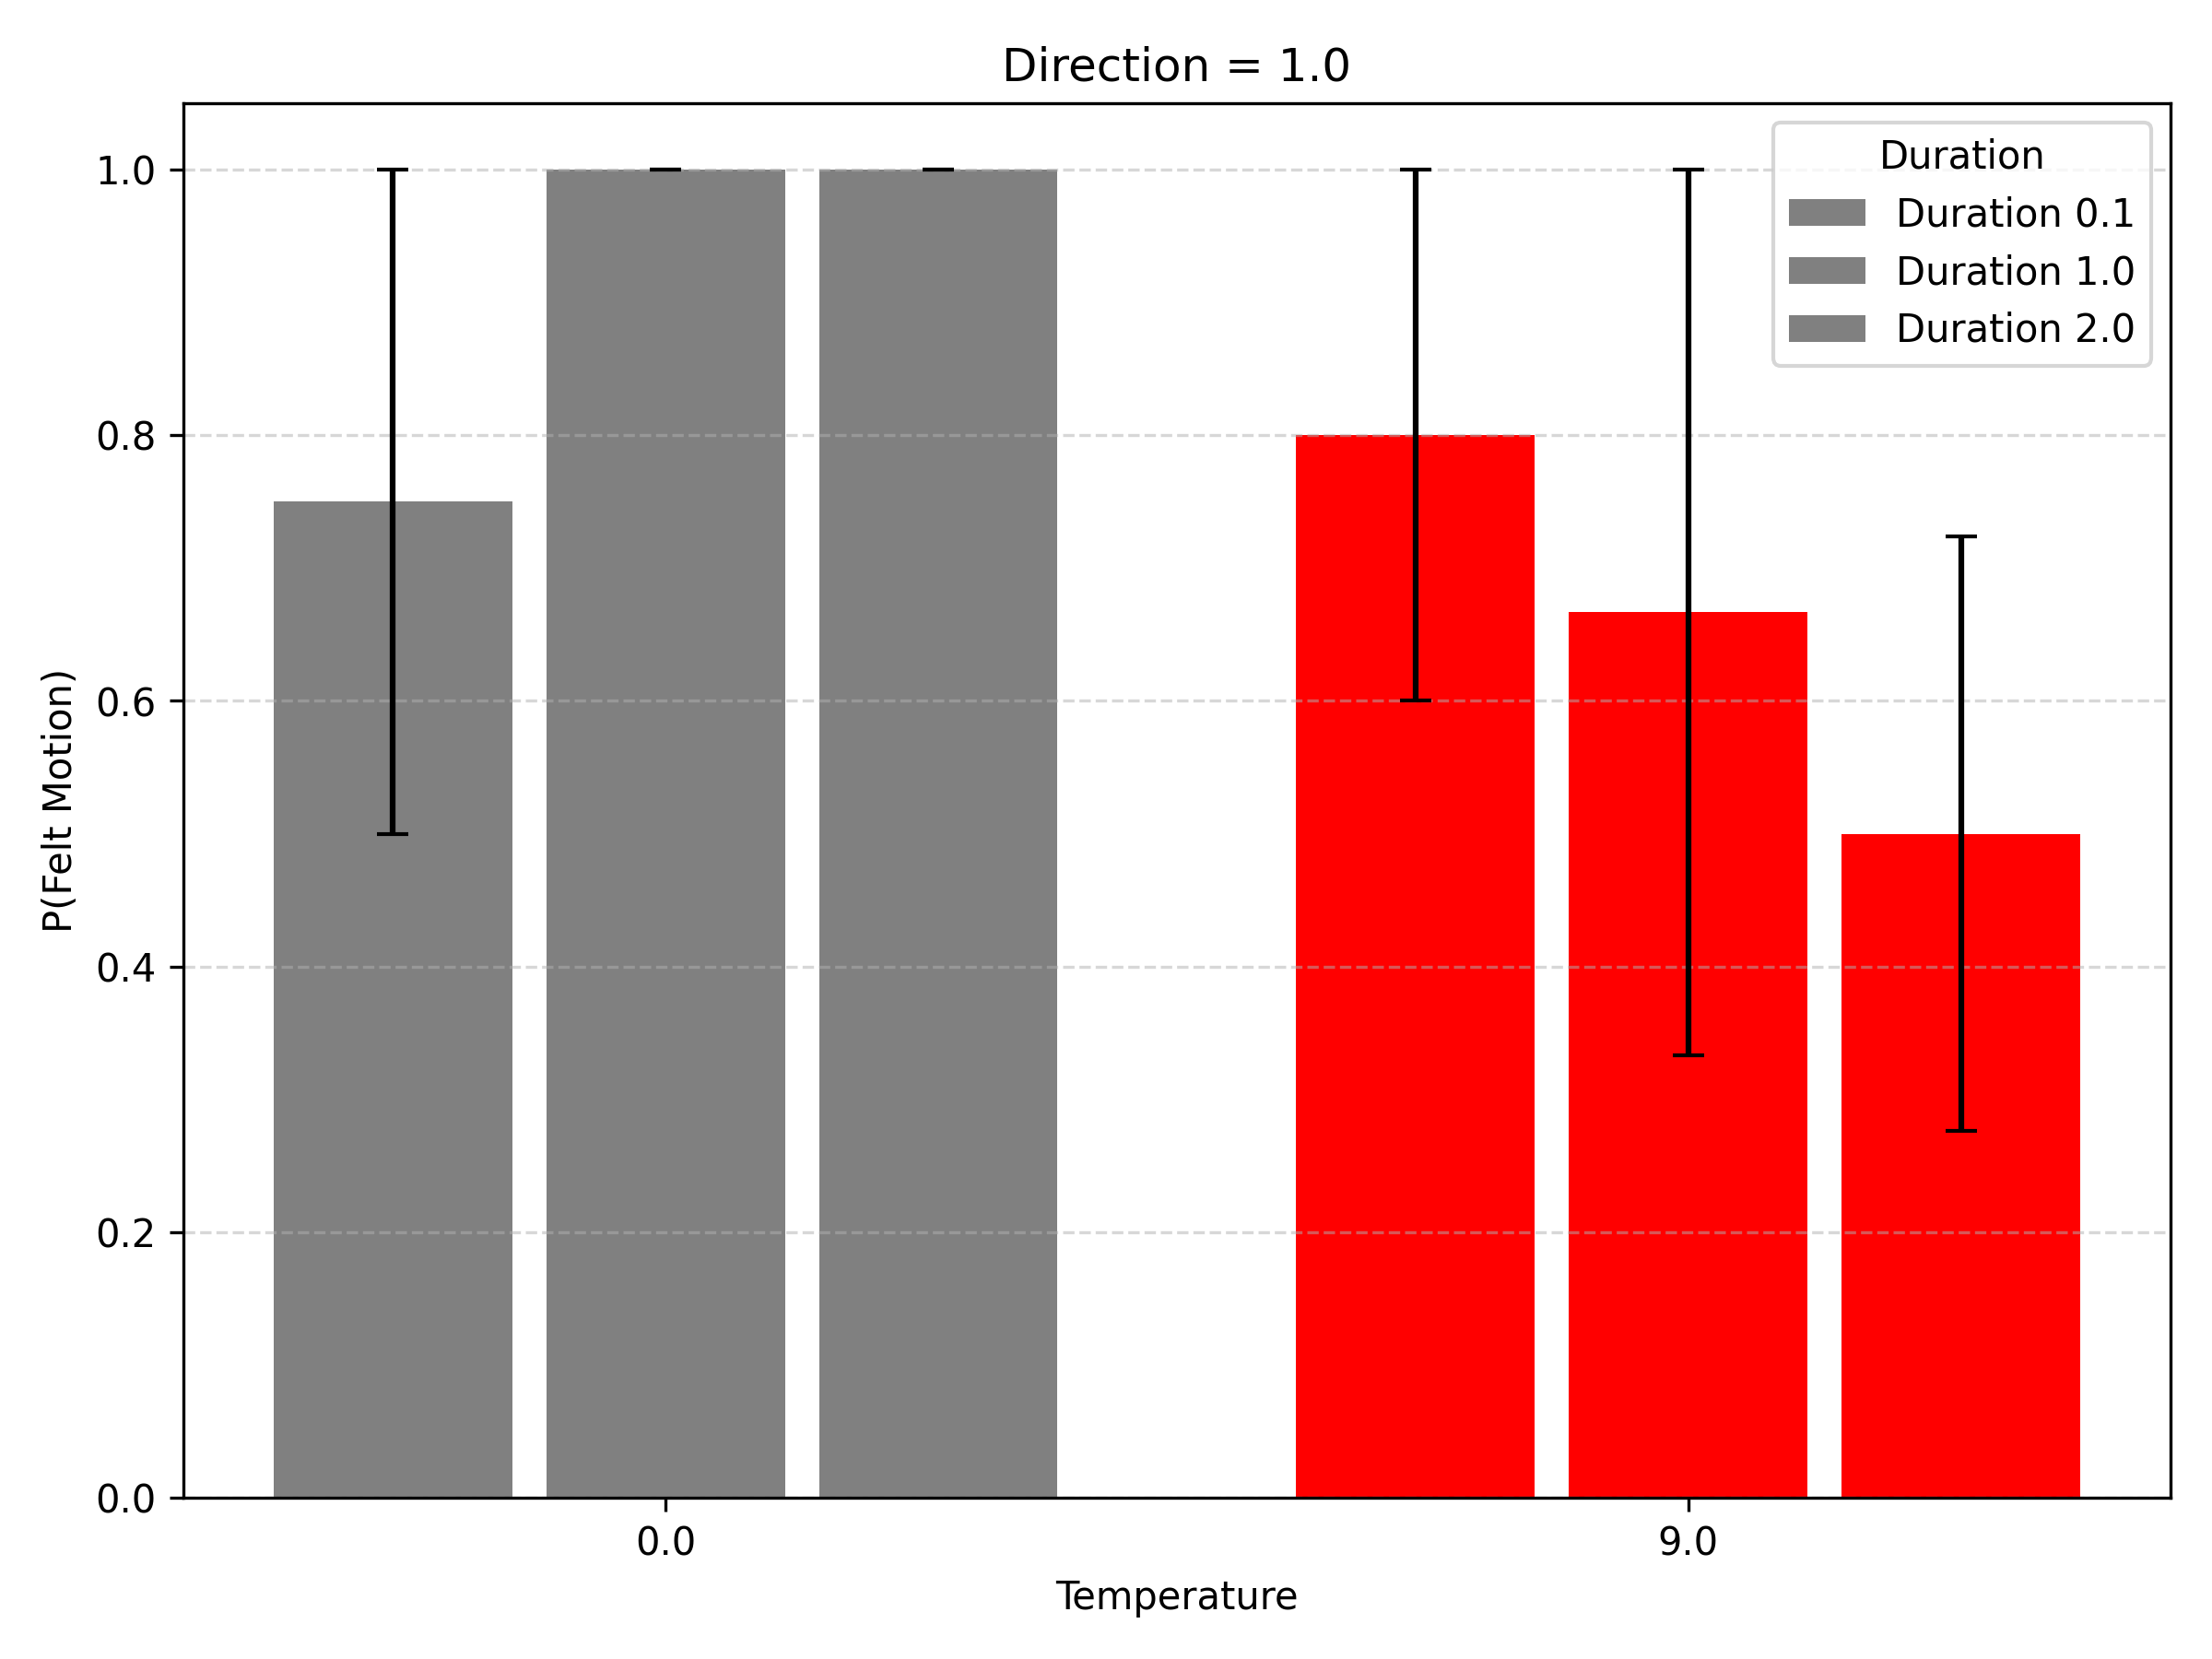 Direction = 1.0
Duration
Duration 0.1
Duration 1.0
Duration 2.0
P(Felt Motion)
1.0
0.8
0.6
0.4
0.2
0.0
0.0 9.0
Temperature